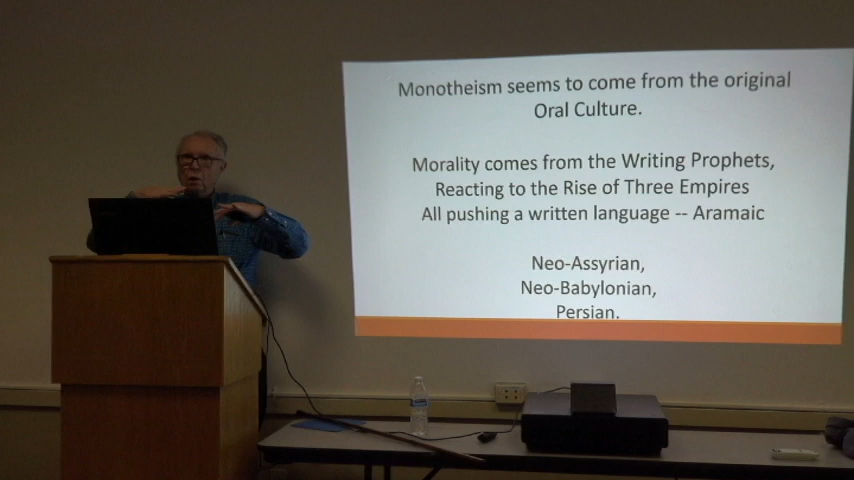 Monotheism seems to come from the original
Oral Culture.
Morality comes from the Writing Prophets,
Reacting to the Rise of Three Empires
All pushing a written language -- Aramaic
Neo-Assyrian,
Neo-Babylonian,
Persian.